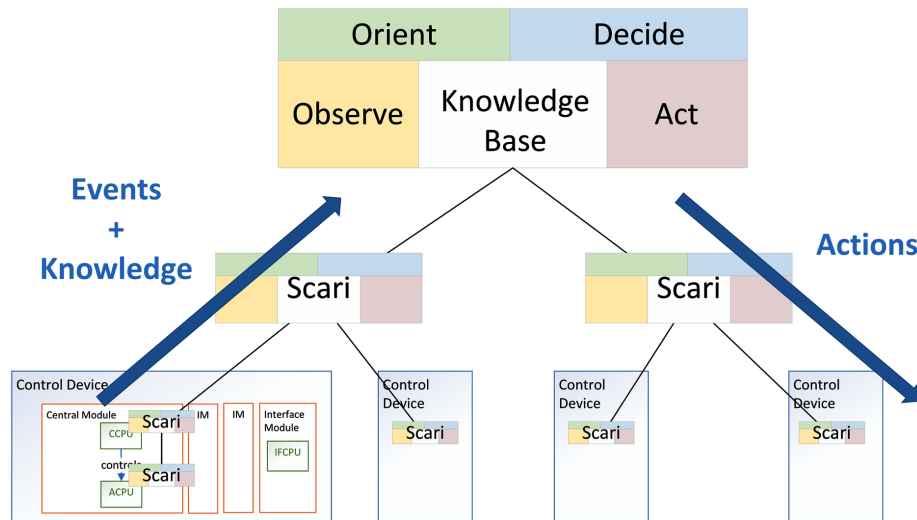 Orient
Decide
Observe
Knowledge
Base
Act
Events
+
Knowledge
Actions
Scari
Scari
Control Device
Central Module
CCPU
controls
ACPU
Scari
Scari
IM
IM
Interface
Module
IFCPU
Control
Device
Scari
Control
Device
Scari
Control
Device
Scari